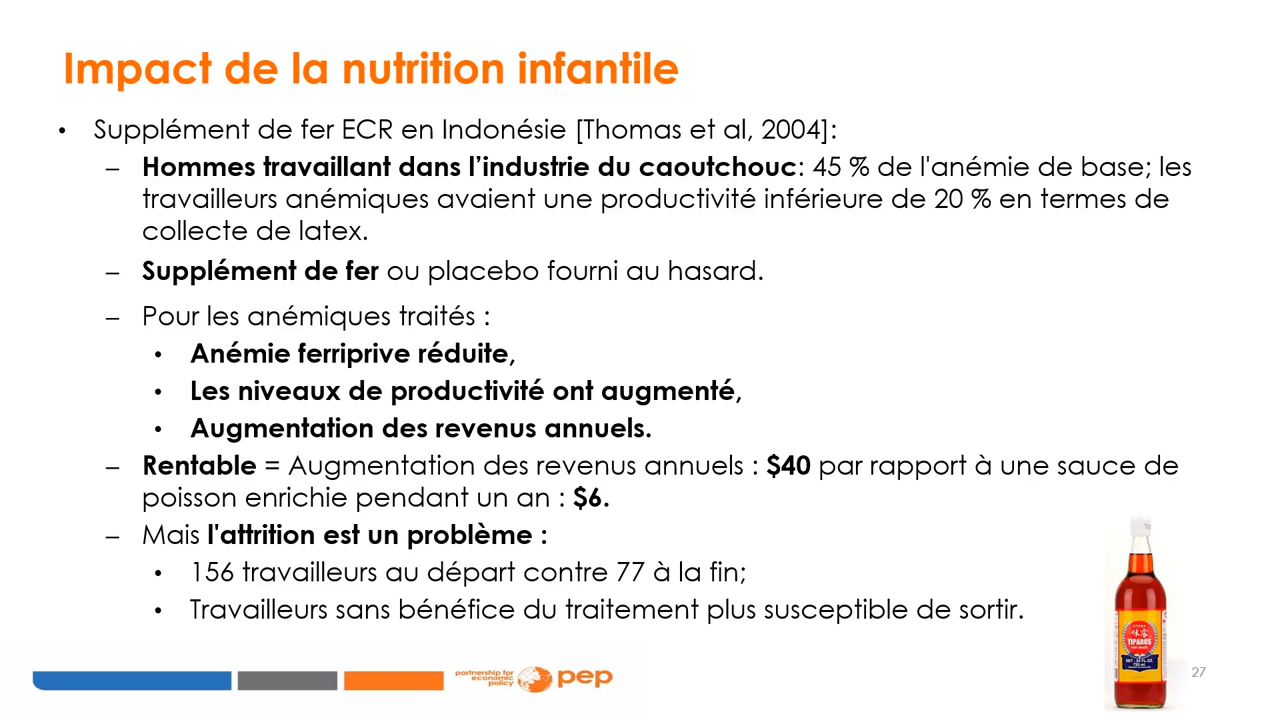 Impact de la nutrition infantile
• Supplément de fer ECR en Indonésie [Thomas et al, 2004]:
– Hommes travaillant dans l’industrie du caoutchouc: 45 % de l'anémie de base; les
travailleurs anémiques avaient une productivité inférieure de 20 % en termes de
collecte de latex.
– Supplément de fer ou placebo fourni au hasard.
– Pour les anémiques traités :
• Anémie ferriprive réduite,
• Les niveaux de productivité ont augmenté,
• Augmentation des revenus annuels.
– Rentable = Augmentation des revenus annuels : $40 par rapport à une sauce de
poisson enrichie pendant un an : $6.
– Mais l'attrition est un problème :
• 156 travailleurs au départ contre 77 à la fin;
• Travailleurs sans bénéfice du traitement plus susceptible de sortir.
TIPAROS
partnership for
economic
policy
pep
27